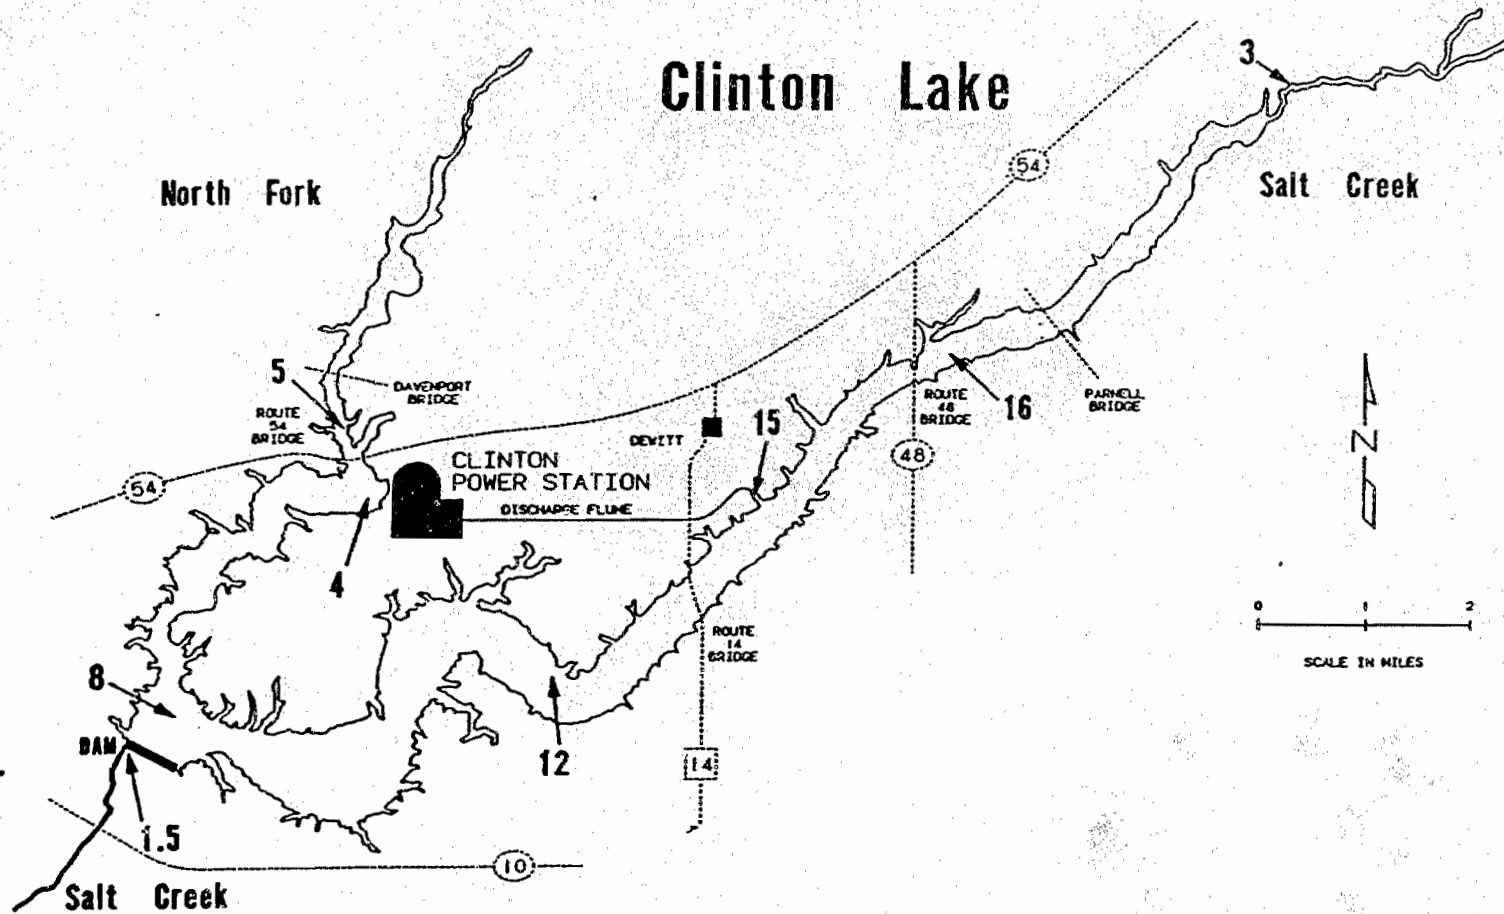 Clinton Lake
3
54
North Fork
Salt Creek
5
DAVENPORT
BRIDGE
ROUTE
54
BRIDGE
16
ROUTE
48
BRIDGE
PARNELL
BRIDGE
DEWITT
15
48
N
54
CLINTON
POWER STATION
DISCHARGE FLUME
4
0 1 2
SCALE IN MILES
ROUTE
14
BRIDGE
8
DAM
12
14
1.5
10
Salt Creek